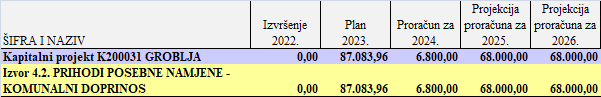 Projekcija Projekcija
Izvršenje Plan Proračun za proračuna za proračuna za
ŠIFRA I NAZIV 2022. 2023. 2024. 2025. 2026.
Kapitalni projekt K200031 GROBLJA 0,00 87.083,96 6.800,00 68.000,00 68.000,00
Izvor 4.2. PRIHODI POSEBNE NAMJENE -
KOMUNALNI DOPRINOS 0,00 87.083,96 6.800,00 68.000,00 68.000,00